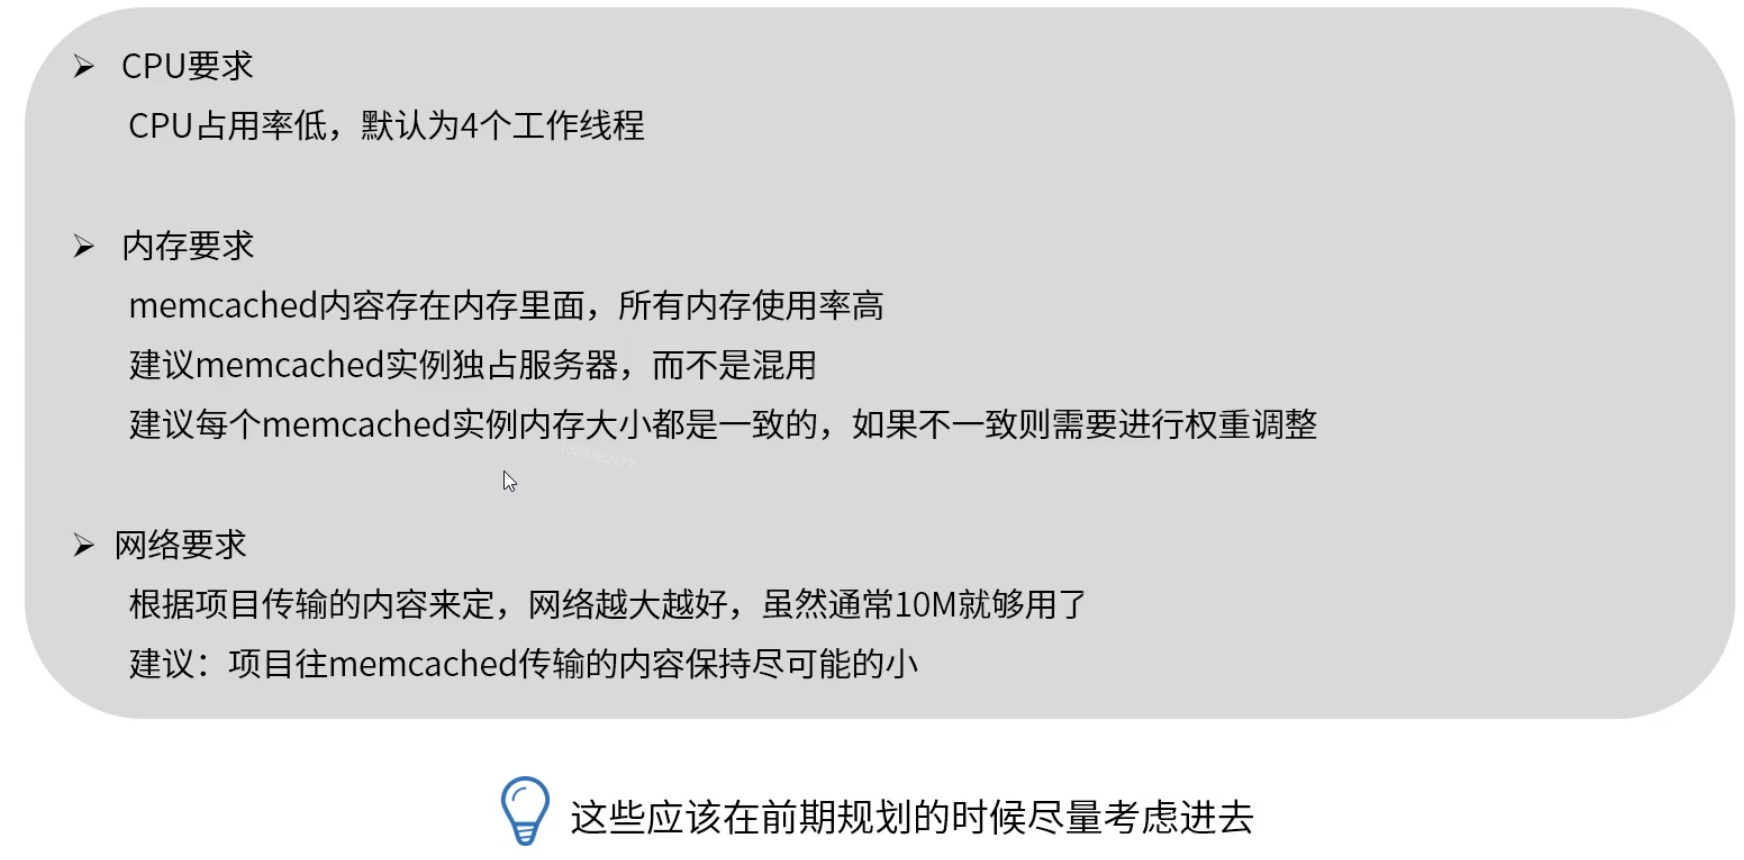 CPU要求
CPU占用率低，默认为4个工作线程
内存要求
memcached内容存在内存里面，所有内存使用率高
建议memcached实例独占服务器，而不是混用
建议每个memcached实例内存大小都是一致的，如果不一致则需要进行权重调整
网络要求
根据项目传输的内容来定，网络越大越好，虽然通常10M就够用了
建议：项目往memcached传输的内容保持尽可能的小
这些应该在前期规划的时候尽量考虑进去